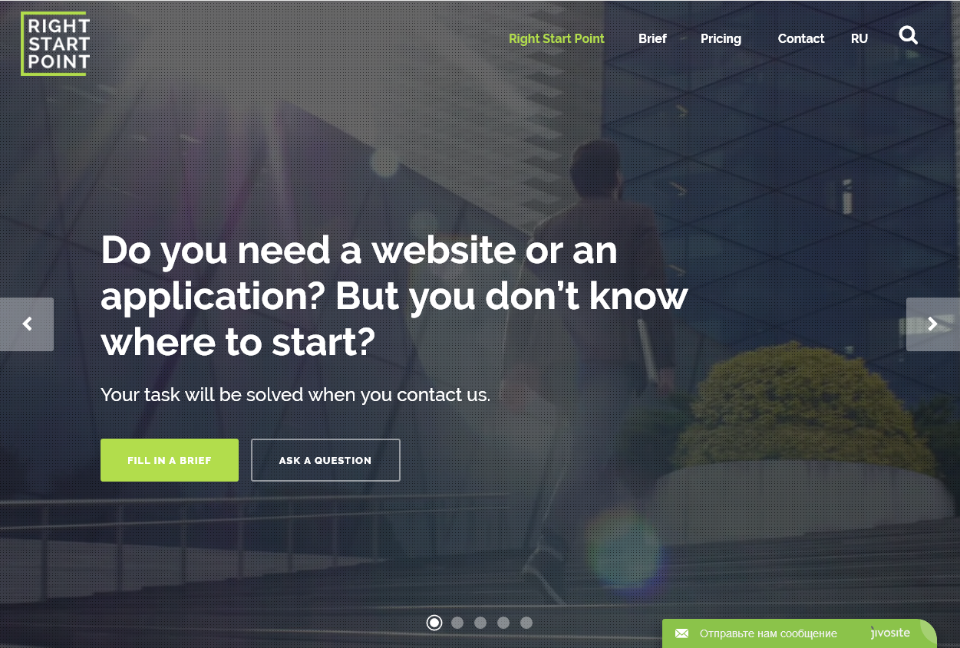 RIGHT
START
POINT
Right Start Point Brief Pricing Contact RU
Do you need a website or an
application? But you don't know
where to start?
Your task will be solved when you contact us.
FILL IN A BRIEF ASK A QUESTION
Отправьте нам сообщение jivosite